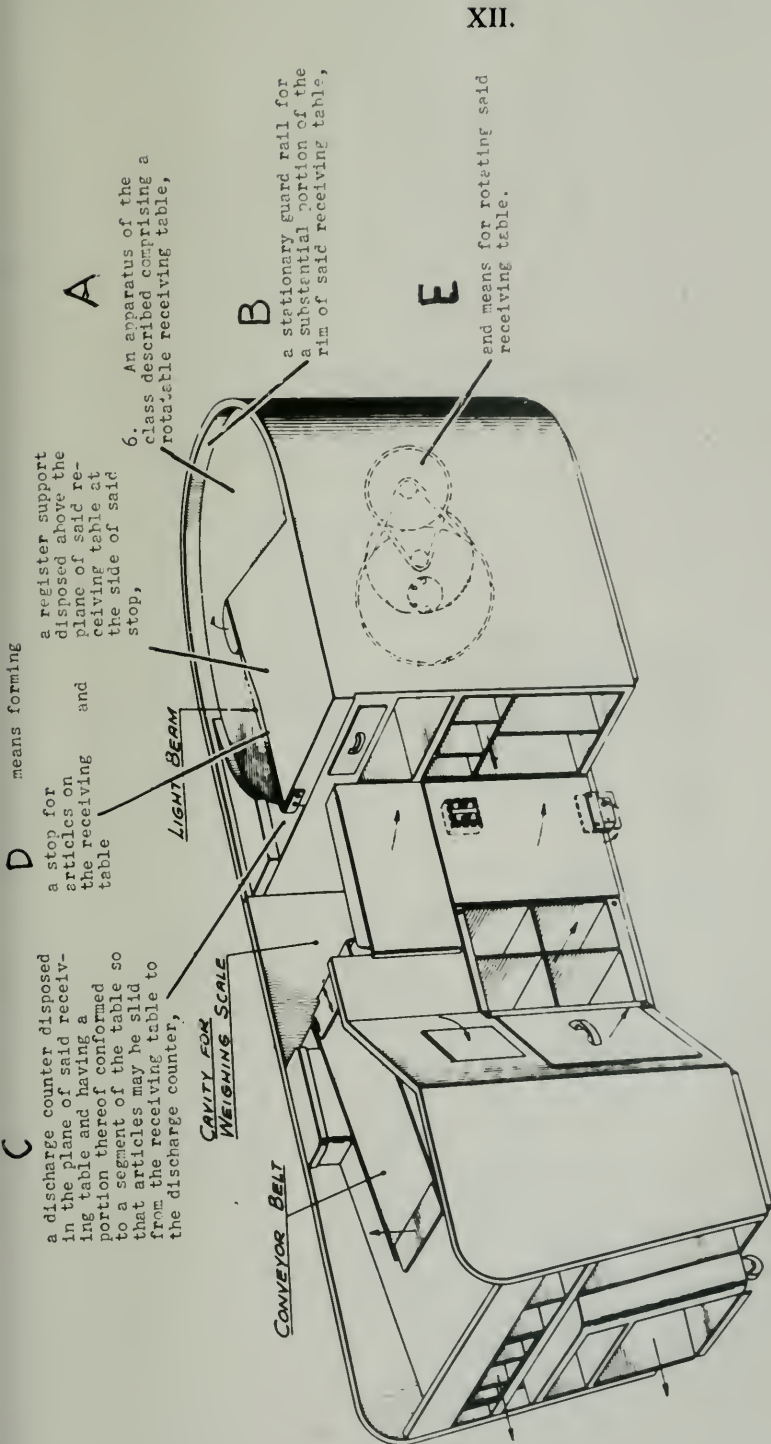 XII.
C
a discharge counter disposed
in the plane of said receiv-
ing table and having a
portion thereof conformed
to a segment of the table so
that articles may be slid
from the receiving table to
the discharge counter,
D
means forming
a stop for
articles on
the receiving
table
and
a register support
disposed above the
plane of said re-
ceiving table at
the side of said
stop,
A
6. An apparatus of the
class described comprising a
rotatable receiving table,
B
a stationary guard rail for
a substantial portion of the
rim of said receiving table,
E
and means for rotating said
receiving table.
LIGHT BEAM
CAVITY FOR
WEIGHING SCALE
CONVEYOR BELT